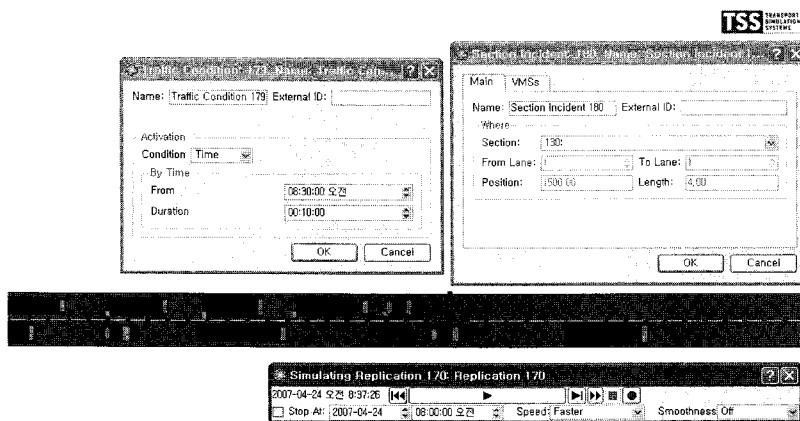 TSS TRANSPORT SIMULATION SYSTEMS
Traffic Condition: 179, Name: Traffic Con...
Name: Traffic Condition 179 External ID:
Activation
Condition Time
By Time
From 08:30:00 오전
Duration 00:10:00
OK Cancel
Section Incident: 180, Name: Section Incident 1...
Main VMSs
Name: Section Incident 180 External ID:
Where
Section: 130:
From Lane: 1 To Lane: 1
Position: 1500.00 Length: 4,00
OK Cancel
Simulating Replication 170: Replication 170
2007-04-24 오전 8:37:26
Stop At: 2007-04-24 08:00:00 오전 Speed: Faster Smoothness Off